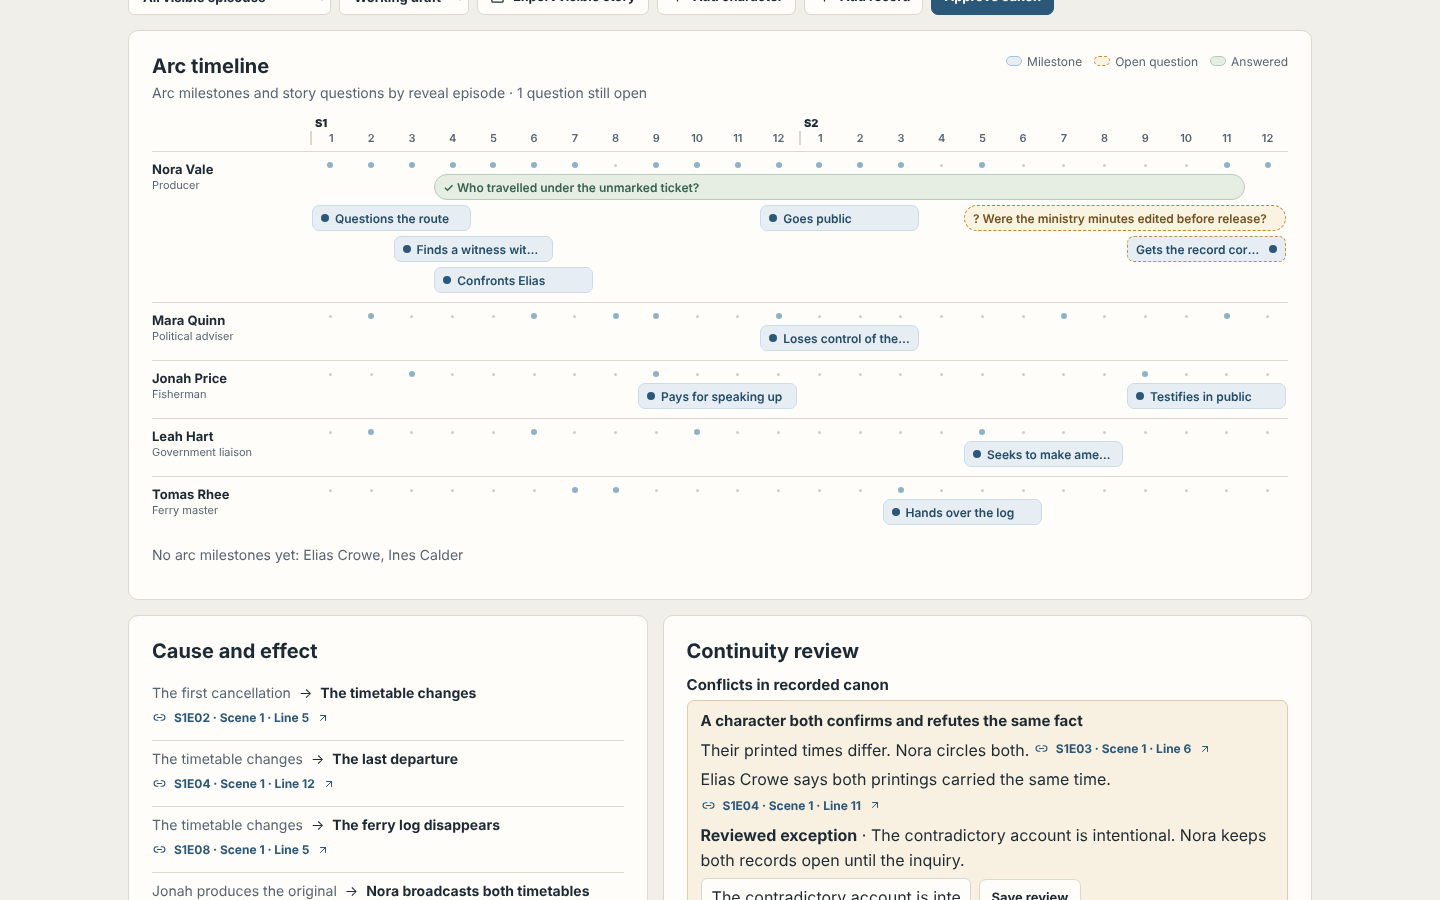 Arc timeline
Milestone Open question Answered
Arc milestones and story questions by reveal episode · 1 question still open
S1 S2
1 2 3 4 5 6 7 8 9 10 11 12 1 2 3 4 5 6 7 8 9 10 11 12
Nora Vale
Producer
✓ Who travelled under the unmarked ticket?
Questions the route
Goes public
? Were the ministry minutes edited before release?
Finds a witness wit...
Gets the record cor...
Confronts Elias
Mara Quinn
Political adviser
Loses control of the...
Jonah Price
Fisherman
Pays for speaking up
Testifies in public
Leah Hart
Government liaison
Seeks to make ame...
Tomas Rhee
Ferry master
Hands over the log
No arc milestones yet: Elias Crowe, Ines Calder
Cause and effect
The first cancellation → The timetable changes
S1E02 · Scene 1 · Line 5
The timetable changes → The last departure
S1E04 · Scene 1 · Line 12
The timetable changes → The ferry log disappears
S1E08 · Scene 1 · Line 5
Jonah produces the original → Nora broadcasts both timetables
Continuity review
Conflicts in recorded canon
A character both confirms and refutes the same fact
Their printed times differ. Nora circles both. S1E03 · Scene 1 · Line 6
Elias Crowe says both printings carried the same time.
S1E04 · Scene 1 · Line 11
Reviewed exception · The contradictory account is intentional. Nora keeps
both records open until the inquiry.
The contradictory account is inte
Save review